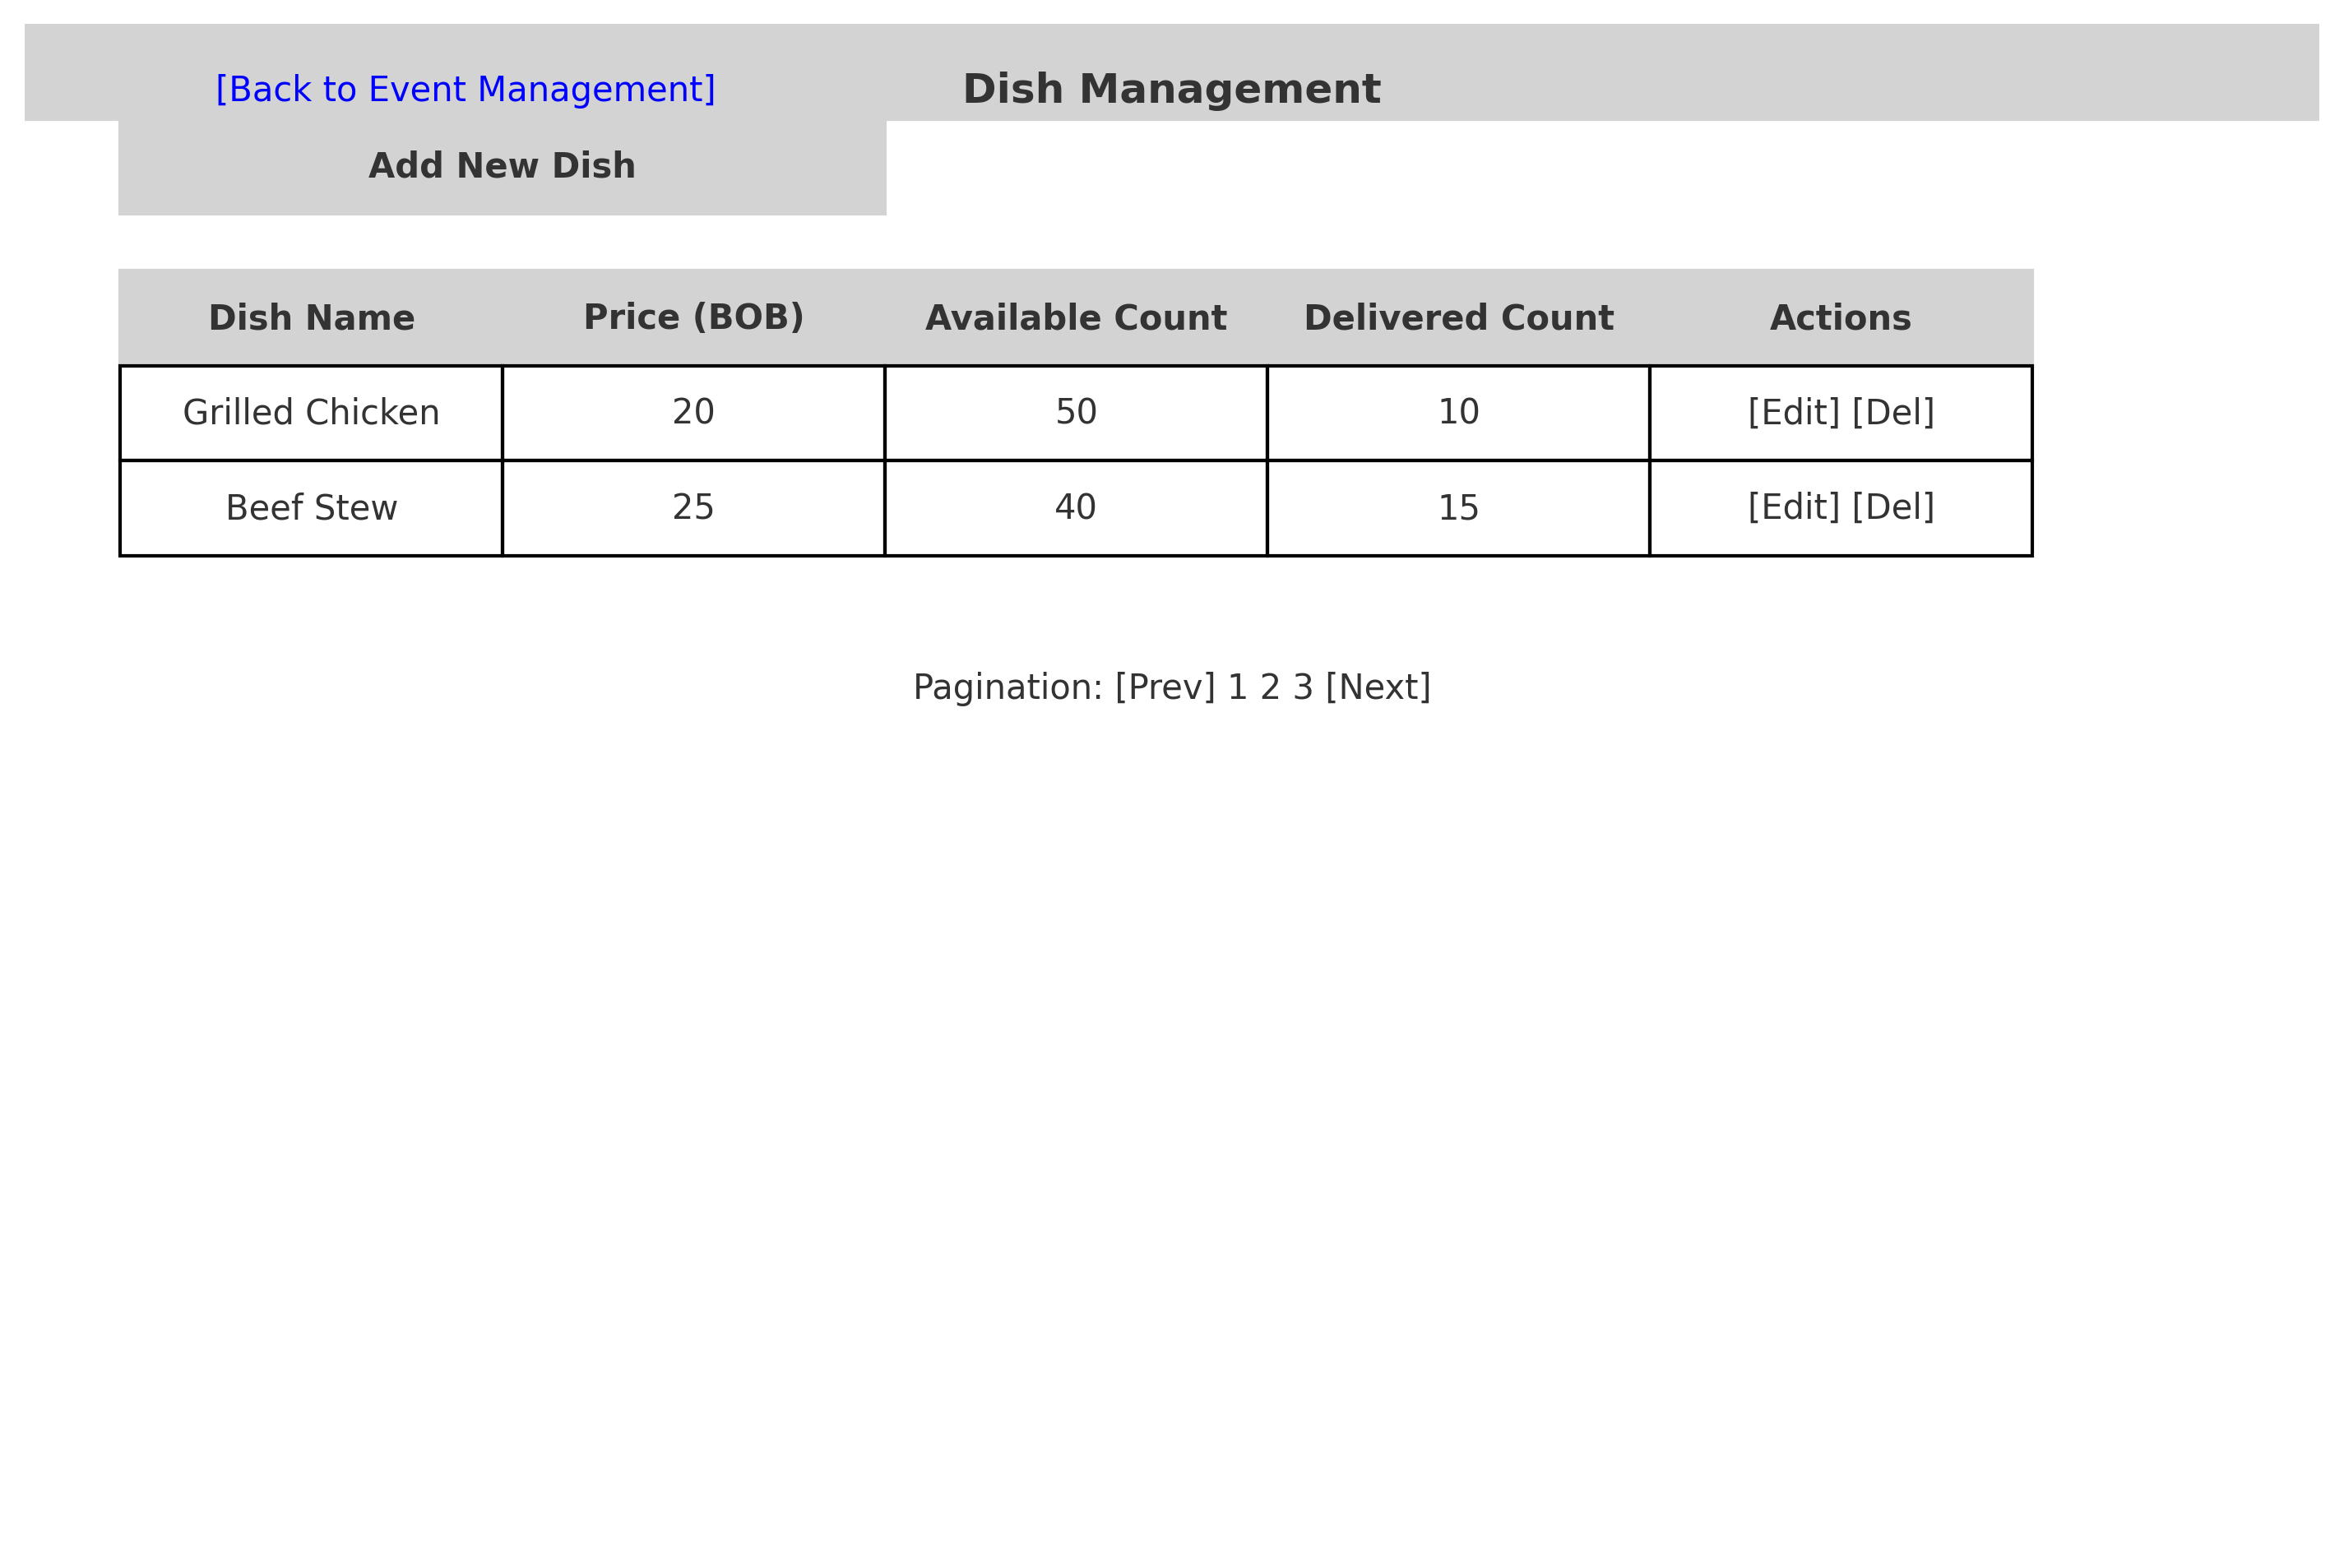 [Back to Event Management] Dish Management
Add New Dish
Dish Name Price (BOB) Available Count Delivered Count Actions
Grilled Chicken 20 50 10 [Edit] [Del]
Beef Stew 25 40 15 [Edit] [Del]
Pagination: [Prev] 1 2 3 [Next]